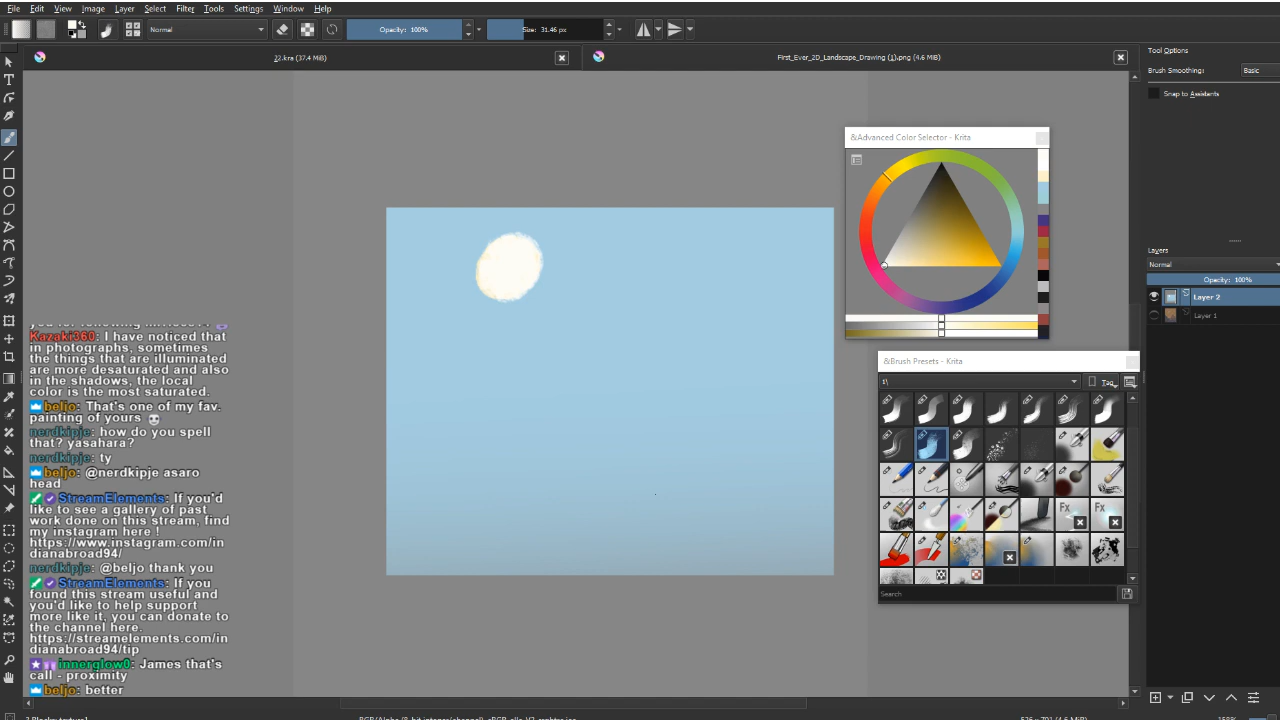 File Edit View Image Layer Select Filter Tools Settings Window Help
Normal
Opacity: 100%
Size: 31.46 px
22.kra (37.4 MiB)
First_Ever_2D_Landscape_Drawing (1).png (4.6 MiB)
Tool Options
Brush Smoothing:
Basic
Snap to Assistants
&Advanced Color Selector - Krita
Layers
Normal
Opacity: 100%
Layer 2
Layer 1
Kazaki360: I have noticed that
in photographs, sometimes
the things that are illuminated
are more desaturated and also
in the shadows, the local
color is the most saturated.
beljo: That's one of my fav.
painting of yours
nerdkipje: how do you spell
that? yasahara?
nerdkipje: ty
beljo: @nerdkipje asaro
head
StreamElements: If you'd
like to see a gallery of past
work done on this stream, find
my instagram here !
https://www.instagram.com/in
dianabroad94/
nerdkipje: @beljo thank you
StreamElements: If you
found this stream useful and
you'd like to help support
more like it, you can donate to
the channel here.
https://streamelements.com/in
dianabroad94/tip
innerglow0: James that's
call - proximity
beljo: better
&Brush Presets - Krita
Tag
Fx Fx
Search